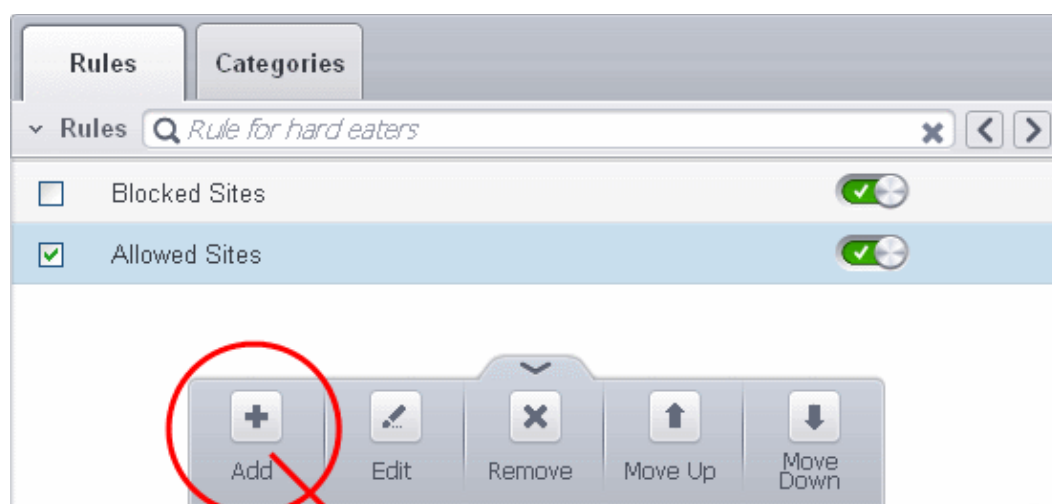 Rules Categories
Rules Rule for hard eaters
Blocked Sites
Allowed Sites
Add Edit Remove Move Up Move Down